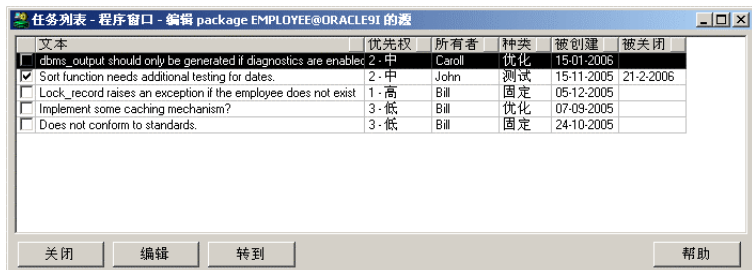 任务列表 - 程序窗口 - 编辑 package EMPLOYEE@ORACLE9I 的源
文本 优先权 所有者 种类 被创建 被关闭
dbms_output should only be generated if diagnostics are enabled 2 - 中 Caroll 优化 15-01-2006
Sort function needs additional testing for dates. 2 - 中 John 测试 15-11-2005 21-2-2006
Lock_record raises an exception if the employee does not exist 1 - 高 Bill 固定 05-12-2005
Implement some caching mechanism? 3 - 低 Bill 优化 07-09-2005
Does not conform to standards. 3 - 低 Bill 固定 24-10-2005
关闭 编辑 转到 帮助